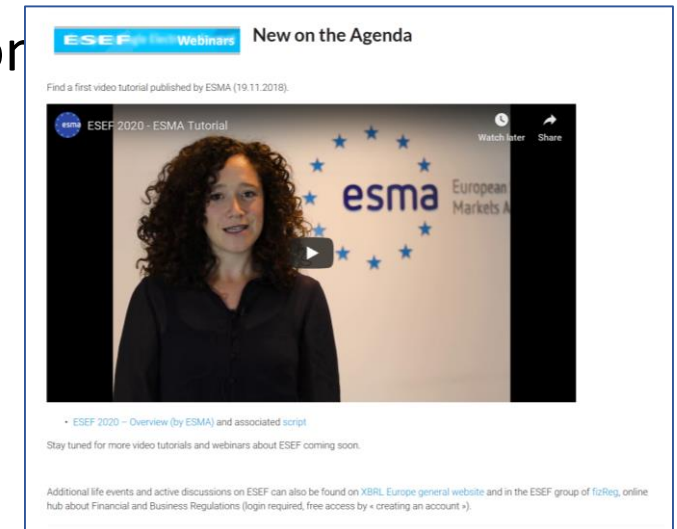 or
ESEF Webinars
New on the Agenda
Find a first video tutorial published by ESMA (19.11.2018).
esma ESEF 2020 - ESMA Tutorial
Watch later Share
esma European
Markets A
• ESEF 2020 – Overview (by ESMA) and associated script
Stay tuned for more video tutorials and webinars about ESEF coming soon.
Additional life events and active discussions on ESEF can also be found on XBRL Europe general website and in the ESEF group of fizReg, online
hub about Financial and Business Regulations (login required, free access by « creating an account »).